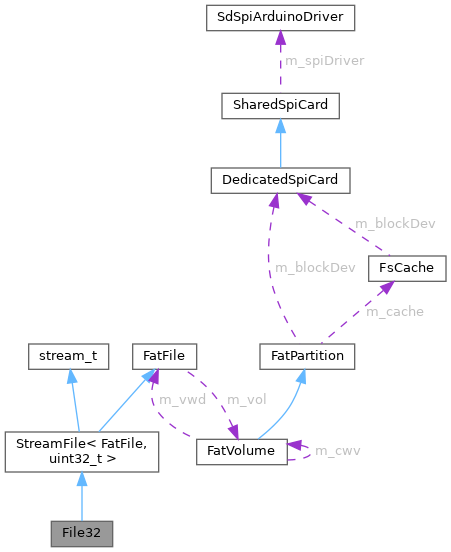 SdSpiArduinoDriver
m_spiDriver
SharedSpiCard
DedicatedSpiCard
m_blockDev
m_blockDev
FsCache
m_cache
stream_t
FatFile
FatPartition
m_vwd
m_vol
StreamFile< FatFile,
uint32_t >
FatVolume
m_cwv
File32